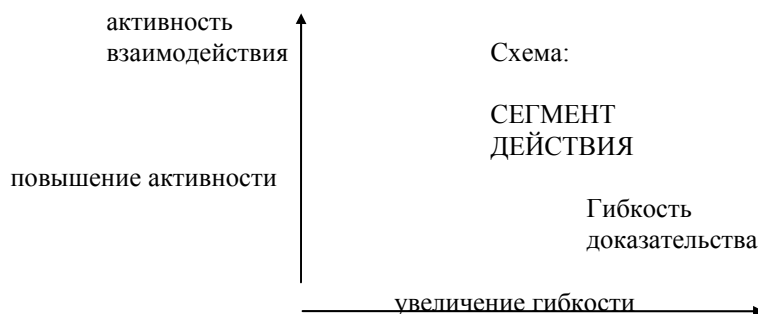 активность
взаимодействия
Схема:
СЕГМЕНТ
ДЕЙСТВИЯ
повышение активности
Гибкость
доказательства
увеличение гибкости